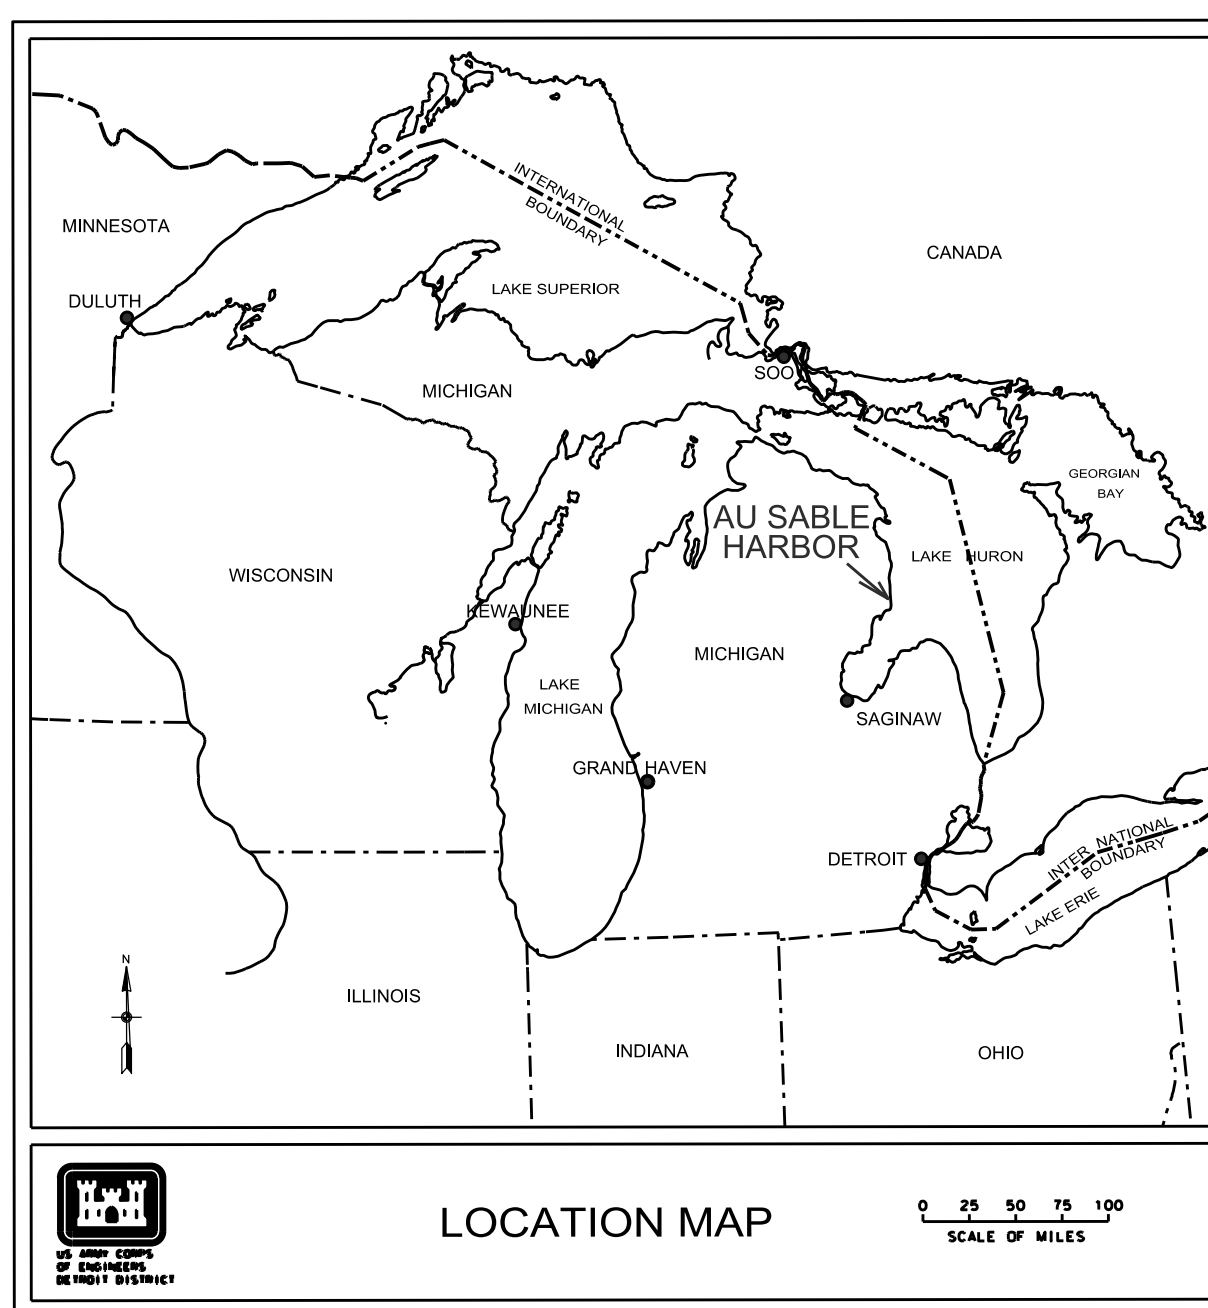 INTERNATIONAL
BOUNDARY
MINNESOTA
CANADA
DULUTH
LAKE SUPERIOR
SOO
MICHIGAN
GEORGIAN
BAY
AU SABLE
HARBOR
LAKE HURON
WISCONSIN
KEWAUNEE
MICHIGAN
LAKE
MICHIGAN
SAGINAW
GRAND HAVEN
INTER NATIONAL
BOUNDARY
DETROIT
LAKE ERIE
N
ILLINOIS
INDIANA
OHIO
US ARMY CORPS
OF ENGINEERS
DETROIT DISTRICT
LOCATION MAP
0 25 50 75 100
SCALE OF MILES